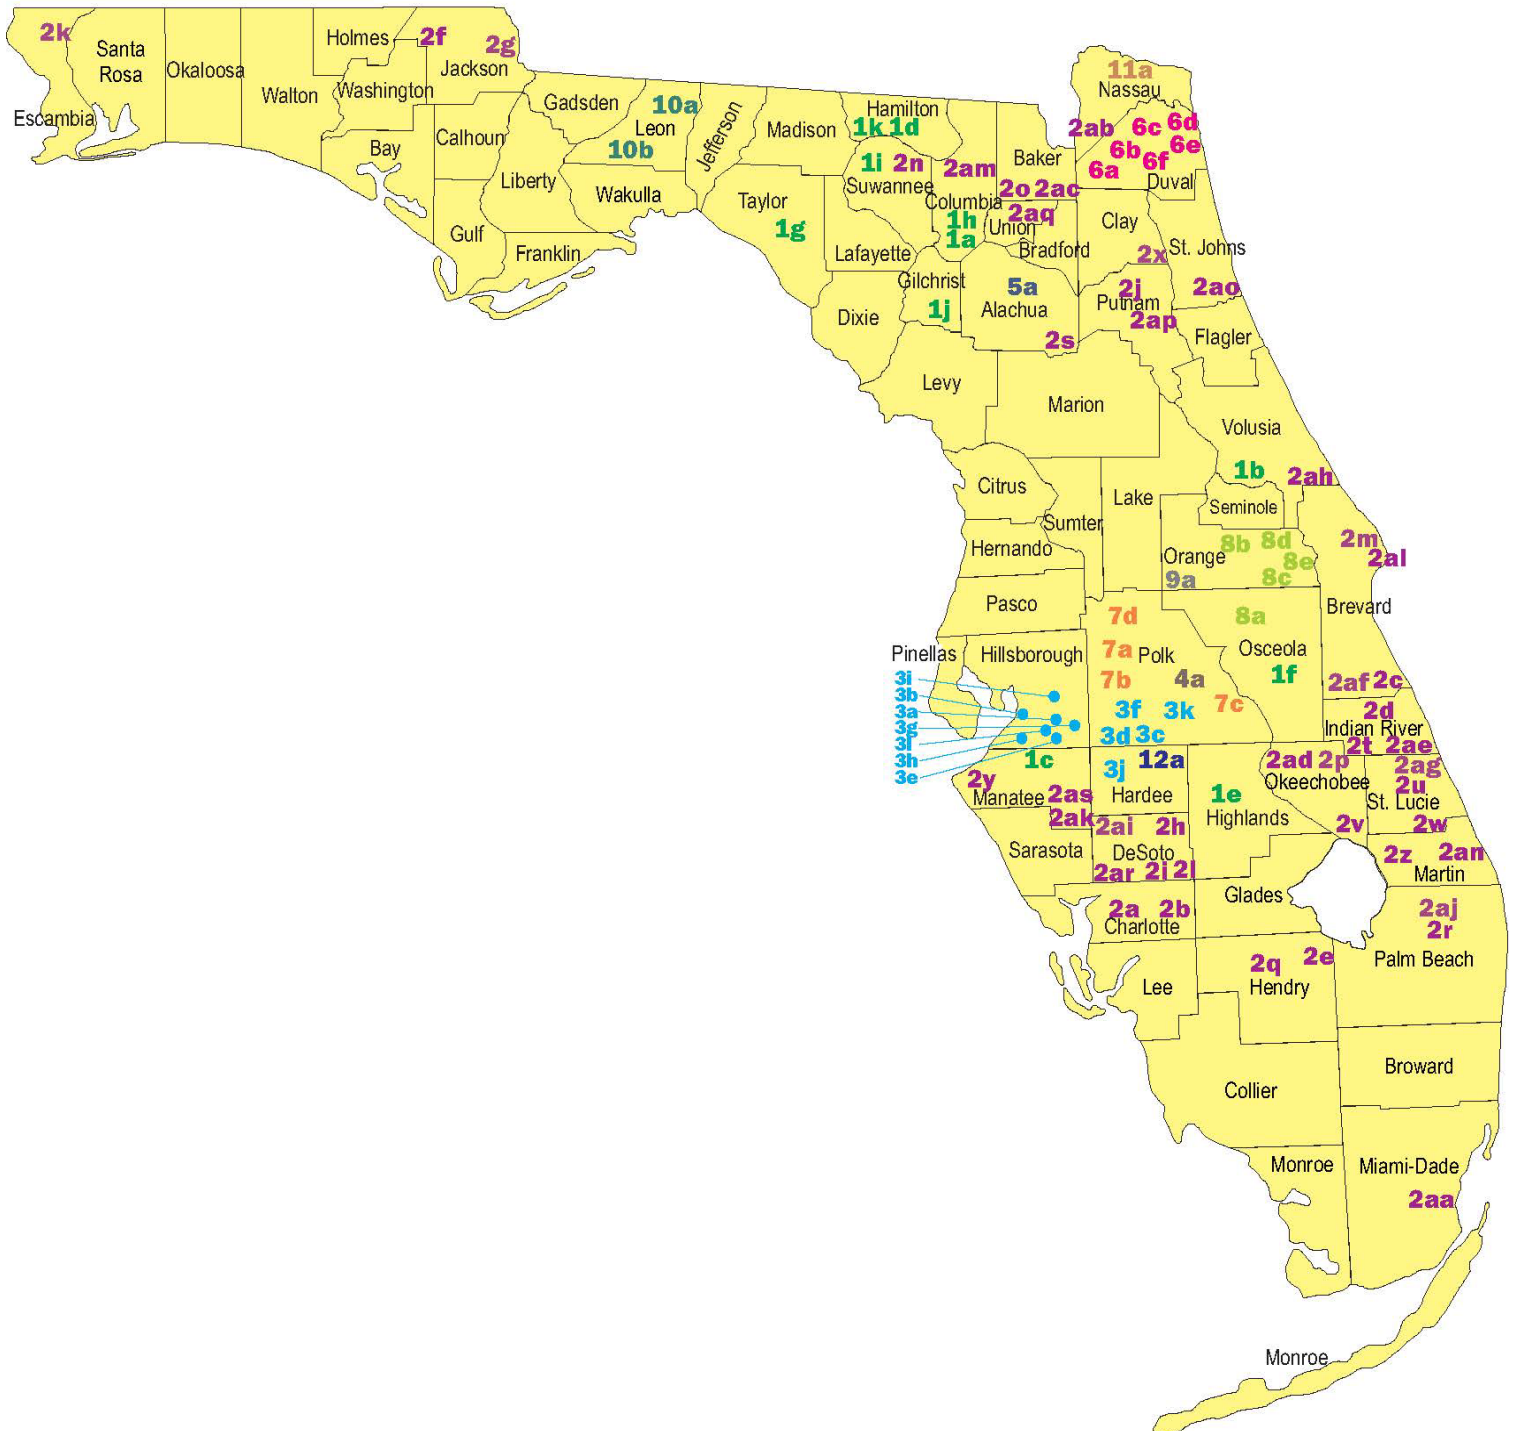 2k
Santa
Rosa
Okaloosa
Walton
Holmes
2f
2g
Jackson
Washington
Escambia
Bay
Calhoun
Gulf
Liberty
Franklin
Gadsden
10a
Leon
10b
Wakulla
Jefferson
Madison
Taylor
1g
Hamilton
1k 1d
1i 2n
Suwannee
Lafayette
Dixie
2am
Columbia
1h
1a
Baker
2o 2ac
2aq
Union
Bradford
Gilchrist
1j
5a
Alachua
2s
11a
Nassau
2ab 6c 6d
6b 6e
6a 6f
Duval
Clay
2x
St. Johns
2ao
2j
Putnam
2ap
Flagler
Levy
Marion
Volusia
1b
2ah
Citrus
Sumter
Lake
Seminole
Hernando
Orange
8b 8d
8e
9a 8c
2m
2al
Brevard
Pasco
7d
7a Polk
7b 4a
7c
3f 3k
3d 3c
8a
Osceola
1f
2af 2c
Pinellas
Hillsborough
3i
3b
3a
3g
3l
3h
3e
2d
Indian River
2t 2ae
1c
2y
Manatee 2as
2ak
12a
3j
Hardee
1e
Highlands
2ad 2p
Okeechobee
2v
2ag
2u
St. Lucie
2w
Sarasota
2ai 2h
DeSoto
2ar 2i 2l
2z 2an
Martin
Glades
2a 2b
Charlotte
2aj
2r
Palm Beach
Lee
2q 2e
Hendry
Broward
Collier
Monroe
Miami-Dade
2aa
Monroe